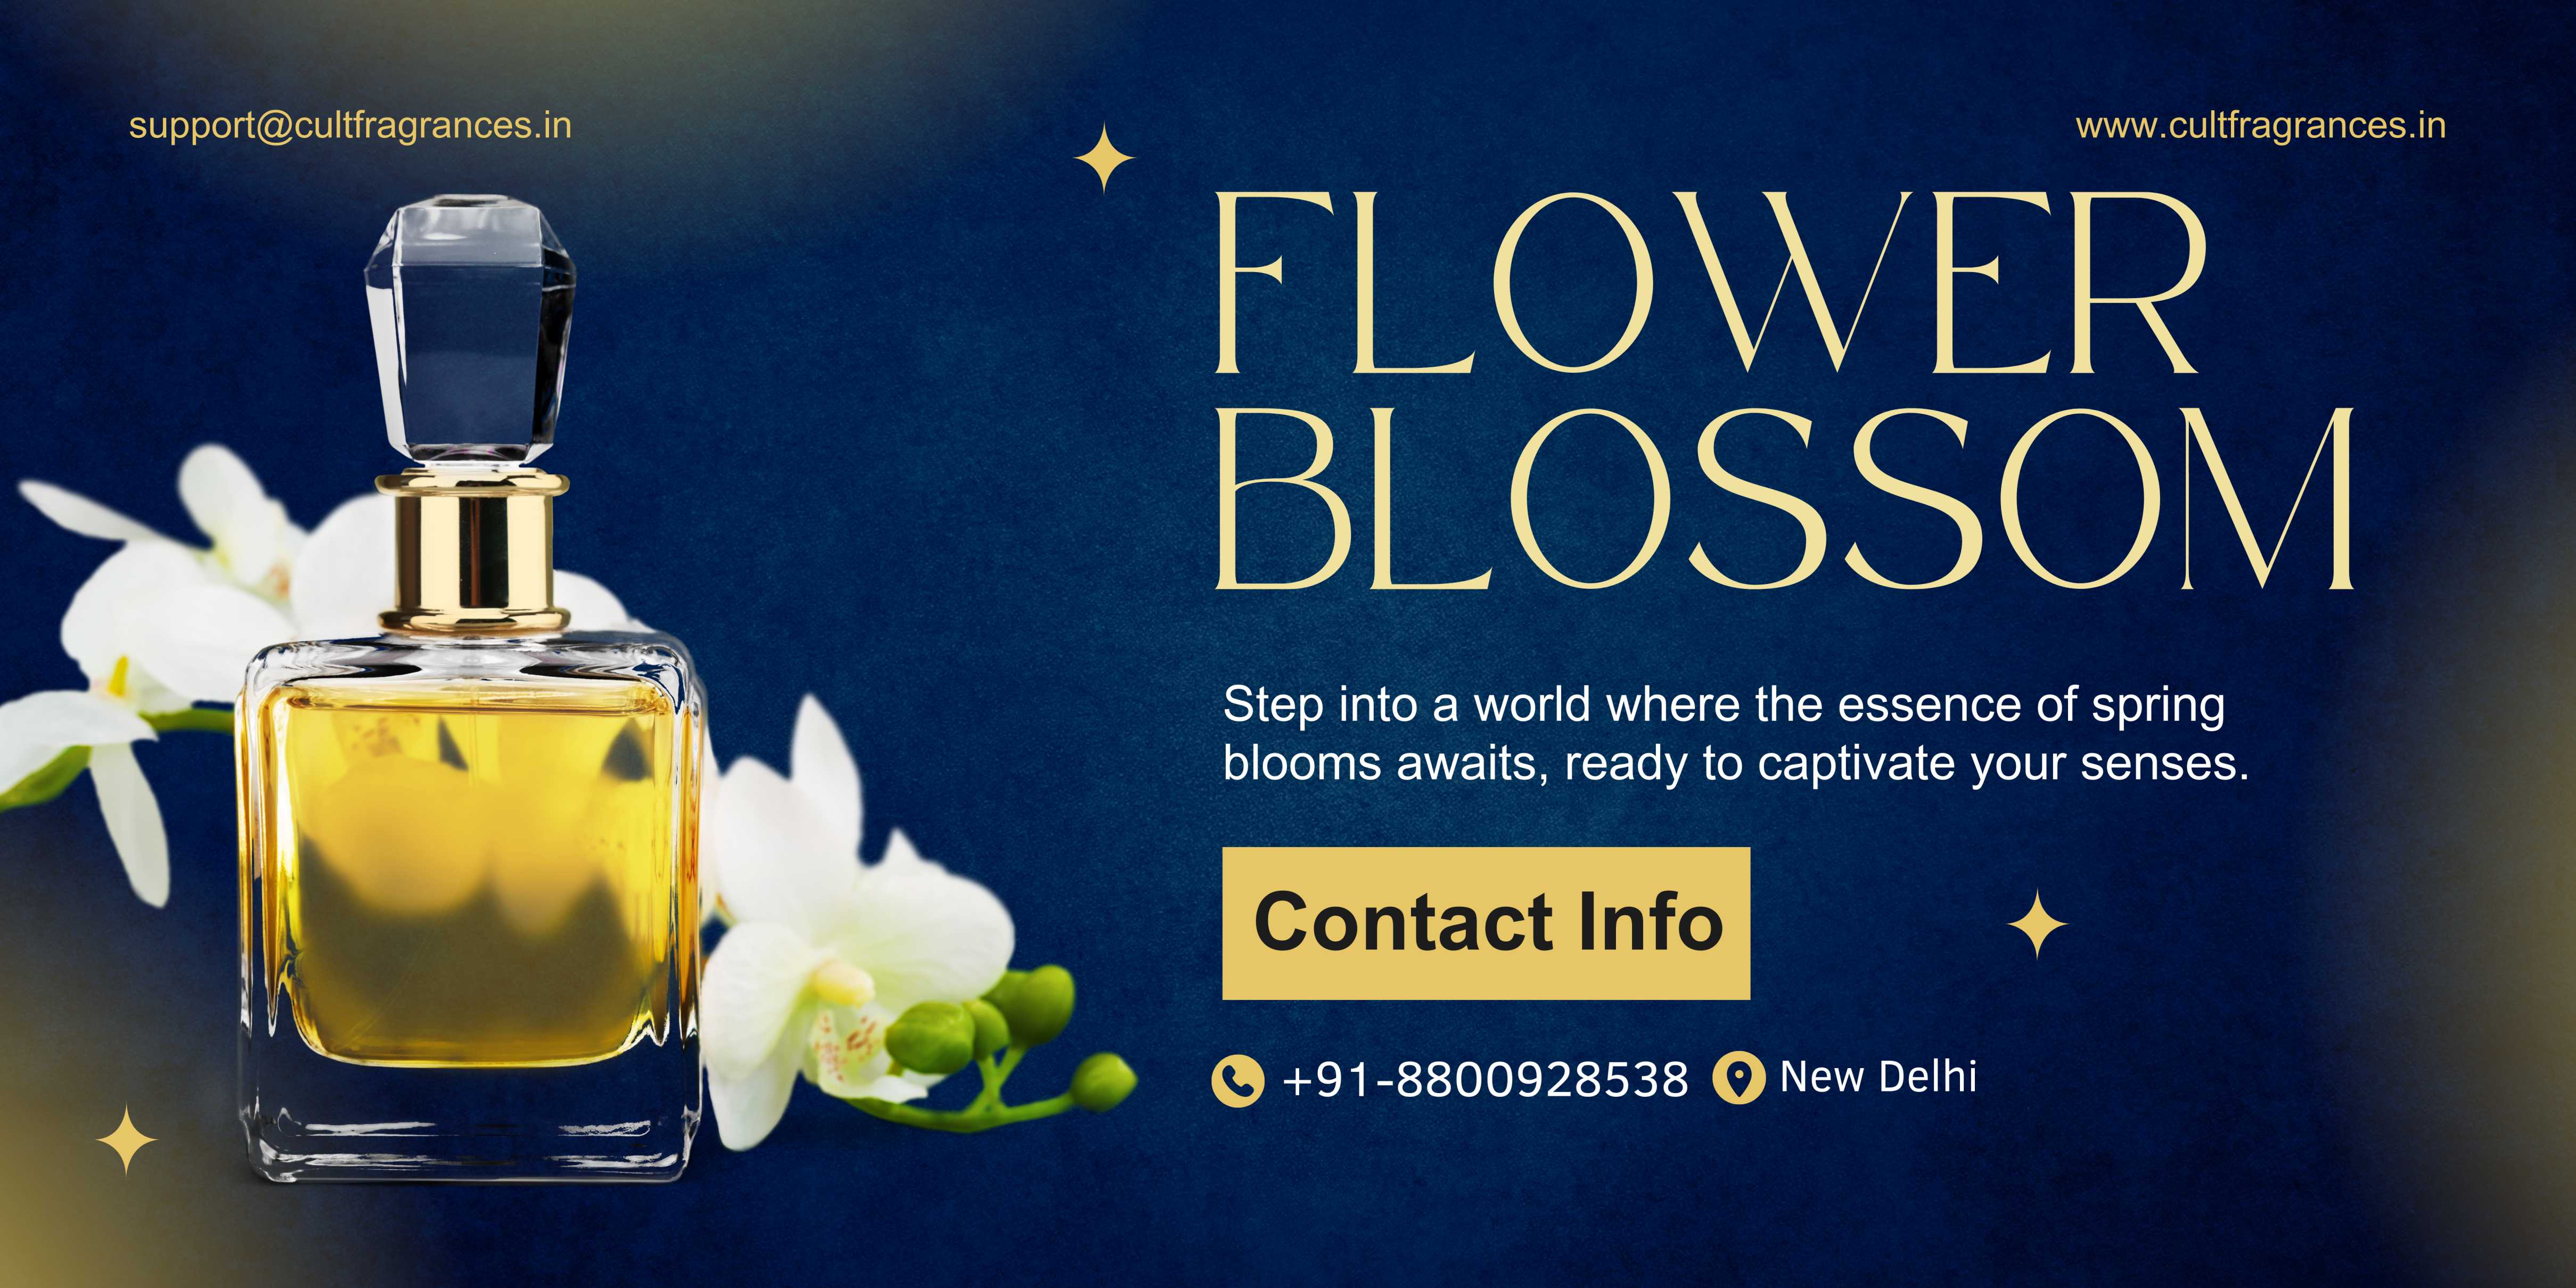 support@cultfragrances.in
www.cultfragrances.in
FLOWER
BLOSSOM
Step into a world where the essence of spring
blooms awaits, ready to captivate your senses.
Contact Info
+91-8800928538
New Delhi